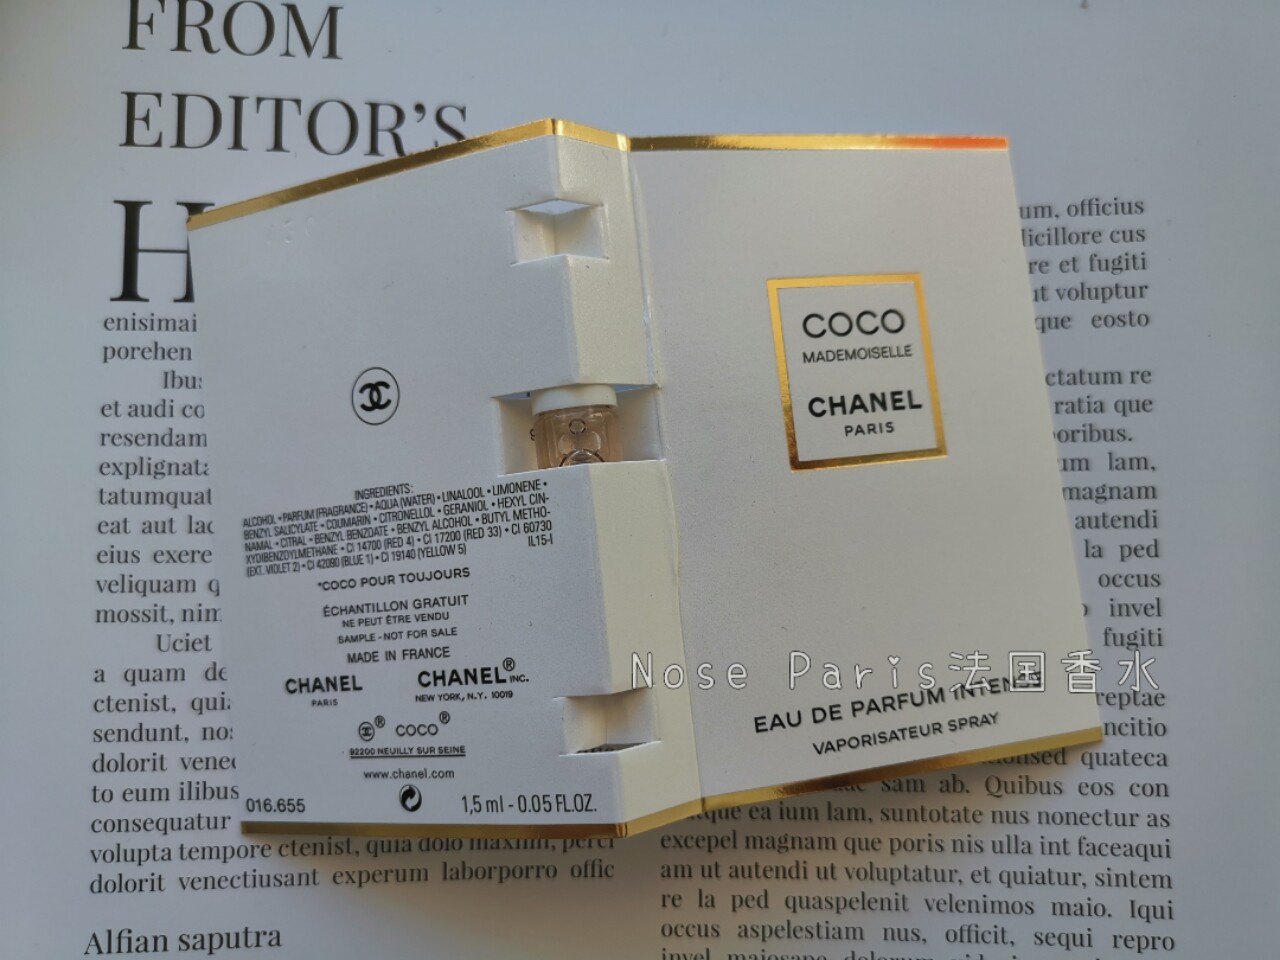 FROM
EDITOR'S
H
enisimai
porehen
Ibus
et audi co
resendam
explignata
tatumquat
eat aut lac
eius exere
veliquam q
mossit, nim
Uciet
a quam de
ctenist, quia
sendunt, nos
dolorit vene
to eum ilibus
consequatur
volupta tempore ctenist, quia dolo maximi, perci
dolorit venectiusant experum laborporro offic
Alfian saputra
INGREDIENTS:
ALCOHOL • PARFUM (FRAGRANCE) • AQUA (WATER) • LINALOOL • LIMONENE •
BENZYL SALICYLATE • COUMARIN • CITRONELLOL • GERANIOL • HEXYL CIN-
NAMAL • CITRAL • BENZYL BENZOATE • BENZYL ALCOHOL • BUTYL METHO-
XYDIBENZOYLMETHANE • CI 14700 (RED 4) • CI 17200 (RED 33) • CI 60730
(EXT. VIOLET 2) • CI 42090 (BLUE 1) • CI 19140 (YELLOW 5)
IL15-I
*COCO POUR TOUJOURS
ÉCHANTILLON GRATUIT
NE PEUT ÊTRE VENDU
SAMPLE - NOT FOR SALE
MADE IN FRANCE
CHANEL
PARIS
CHANEL® INC.
NEW YORK, N.Y. 10019
® COCO®
92200 NEUILLY SUR SEINE
www.chanel.com
016.655
1,5 ml - 0.05 FL.OZ.
COCO
MADEMOISELLE
CHANEL
PARIS
Nose Paris法国香水
EAU DE PARFUM INTENSE
VAPORISATEUR SPRAY
um, officius
licillore cus
re et fugiti
ut voluptur
que eosto
ctatum re
ratia que
oribus.
um lam,
magnam
autendi
la ped
occus
invel
fugiti
reptae
ncitio
quateca
sam ab. Quibus eos con
que ea ium lam, suntotate nus nonectur as
excepel magnam que poris nis ulla int faceaqui
am ut autendi ut voluptatur, et quiatur, sintem
re la ped quaspelenit velenimos maio. Iqui
occus aspelestiam nus, officit, sequi repro